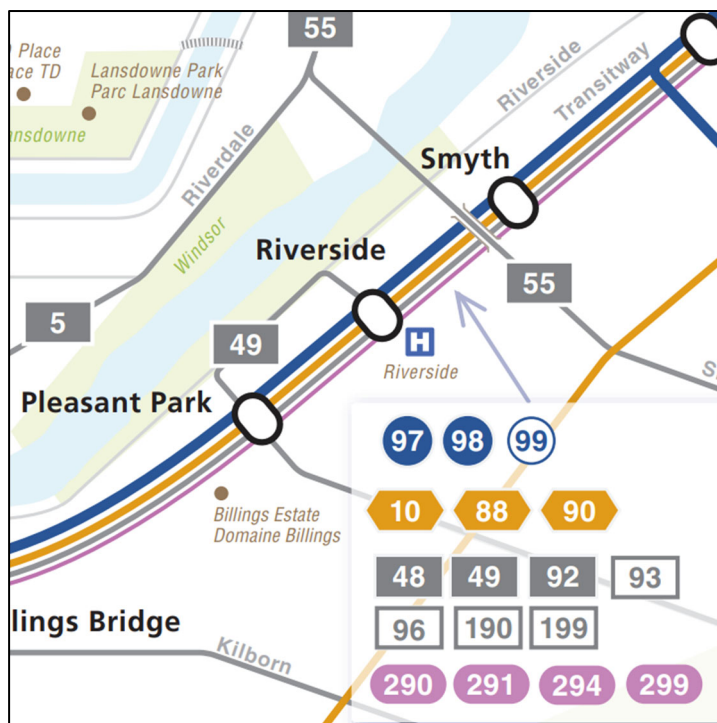 55
Place
ace TD
Lansdowne Park
Parc Lansdowne
ansdowne
Riverdale
Riverside
Transitway
Smyth
Windsor
Riverside
55
5
49
H
Riverside
Pleasant Park
97 98 99
10 88 90
Billings Estate
Domaine Billings
48 49 92 93
96 190 199
llings Bridge
Kilborn
290 291 294 299